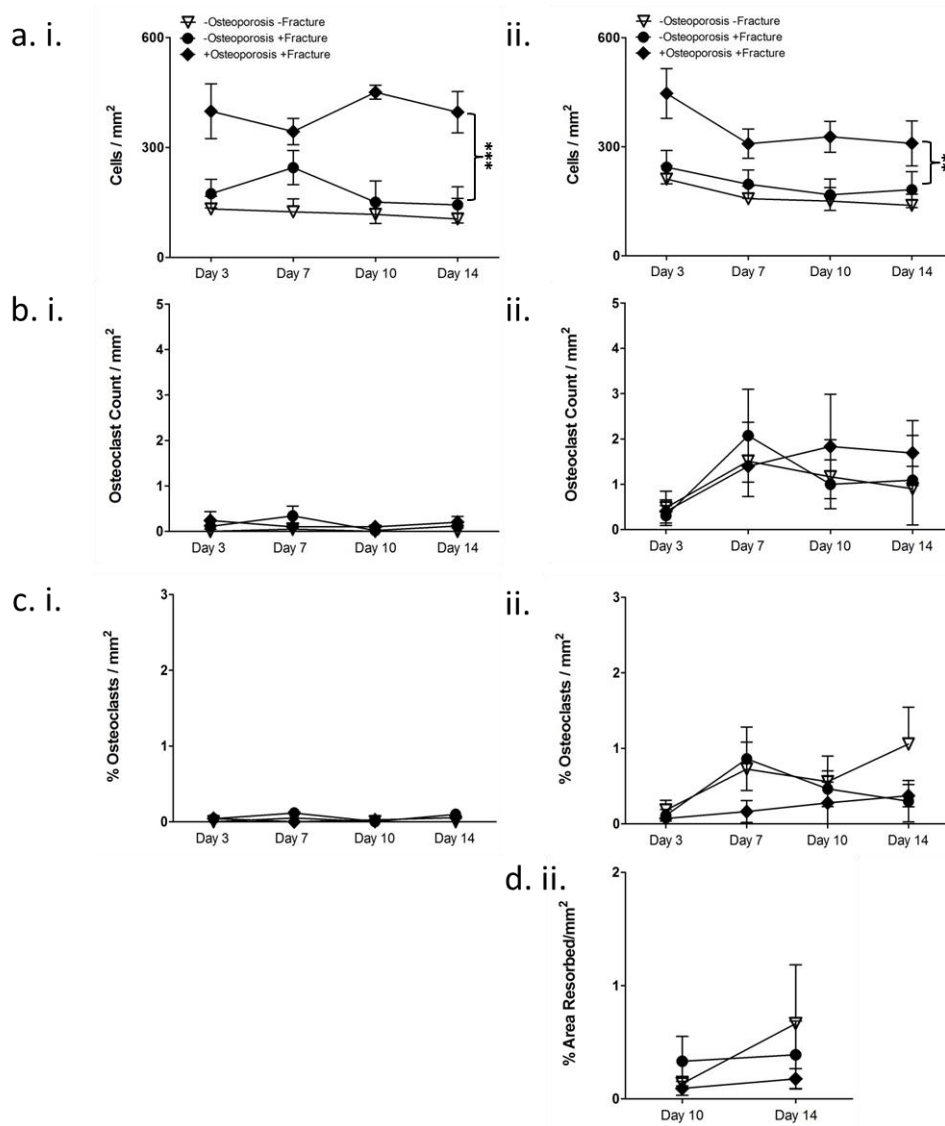 a. i.
-Osteoporosis -Fracture
-Osteoporosis +Fracture
+Osteoporosis +Fracture
600
300
0
Cells / mm²
***
Day 3 Day 7 Day 10 Day 14
ii.
-Osteoporosis -Fracture
-Osteoporosis +Fracture
+Osteoporosis +Fracture
600
300
0
Cells / mm²
**
Day 3 Day 7 Day 10 Day 14
b. i.
5
4
3
2
1
0
Osteoclast Count / mm²
Day 3 Day 7 Day 10 Day 14
ii.
5
4
3
2
1
0
Osteoclast Count / mm²
Day 3 Day 7 Day 10 Day 14
c. i.
3
2
1
0
% Osteoclasts / mm²
Day 3 Day 7 Day 10 Day 14
ii.
3
2
1
0
% Osteoclasts / mm²
Day 3 Day 7 Day 10 Day 14
d. ii.
2
1
0
% Area Resorbed/mm²
Day 10 Day 14